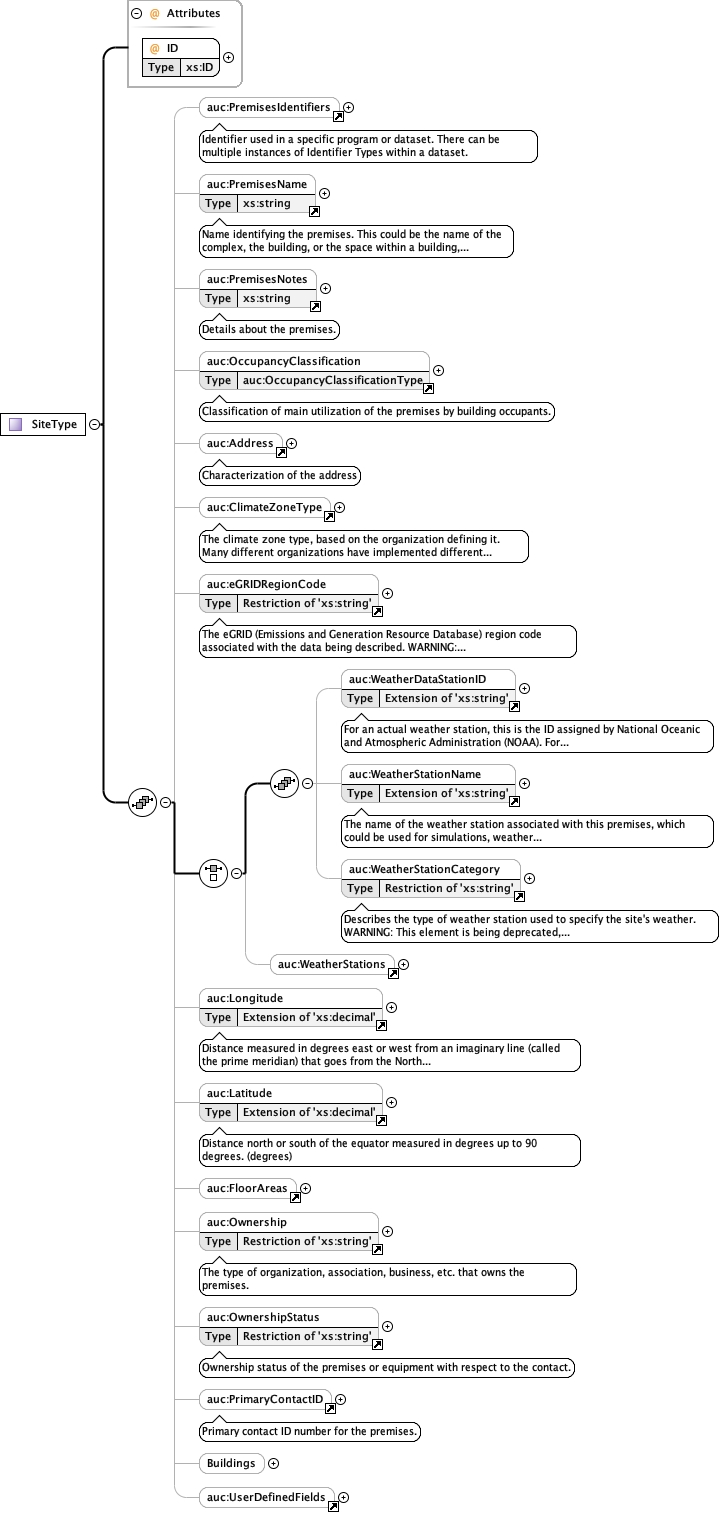 @ Attributes
@ ID
Type xs:ID
auc:PremisesIdentifiers
Identifier used in a specific program or dataset. There can be
multiple instances of Identifier Types within a dataset.
auc:PremisesName
Type xs:string
Name identifying the premises. This could be the name of the
complex, the building, or the space within a building,...
auc:PremisesNotes
Type xs:string
Details about the premises.
auc:OccupancyClassification
Type auc:OccupancyClassificationType
Classification of main utilization of the premises by building occupants.
SiteType
auc:Address
Characterization of the address
auc:ClimateZoneType
The climate zone type, based on the organization defining it.
Many different organizations have implemented different...
auc:eGRIDRegionCode
Type Restriction of 'xs:string'
The eGRID (Emissions and Generation Resource Database) region code
associated with the data being described. WARNING:...
auc:WeatherDataStationID
Type Extension of 'xs:string'
For an actual weather station, this is the ID assigned by National Oceanic
and Atmospheric Administration (NOAA). For...
auc:WeatherStationName
Type Extension of 'xs:string'
The name of the weather station associated with this premises, which
could be used for simulations, weather...
auc:WeatherStationCategory
Type Restriction of 'xs:string'
Describes the type of weather station used to specify the site's weather.
WARNING: This element is being deprecated,...
auc:WeatherStations
auc:Longitude
Type Extension of 'xs:decimal'
Distance measured in degrees east or west from an imaginary line (called
the prime meridian) that goes from the North...
auc:Latitude
Type Extension of 'xs:decimal'
Distance north or south of the equator measured in degrees up to 90
degrees. (degrees)
auc:FloorAreas
auc:Ownership
Type Restriction of 'xs:string'
The type of organization, association, business, etc. that owns the
premises.
auc:OwnershipStatus
Type Restriction of 'xs:string'
Ownership status of the premises or equipment with respect to the contact.
auc:PrimaryContactID
Primary contact ID number for the premises.
Buildings
auc:UserDefinedFields